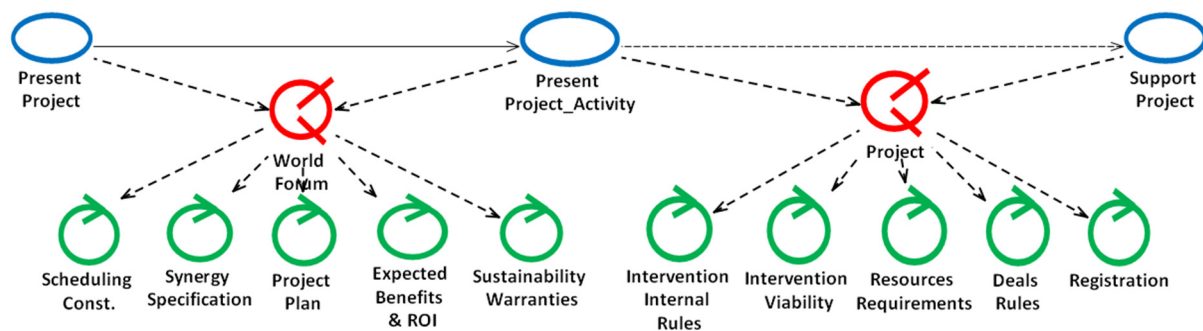 Present
Project
Present
Project_Activity
Support
Project
World
Forum
Project
Scheduling
Const.
Synergy
Specification
Project
Plan
Expected
Benefits
& ROI
Sustainability
Warranties
Intervention
Internal
Rules
Intervention
Viability
Resources
Requirements
Deals
Rules
Registration